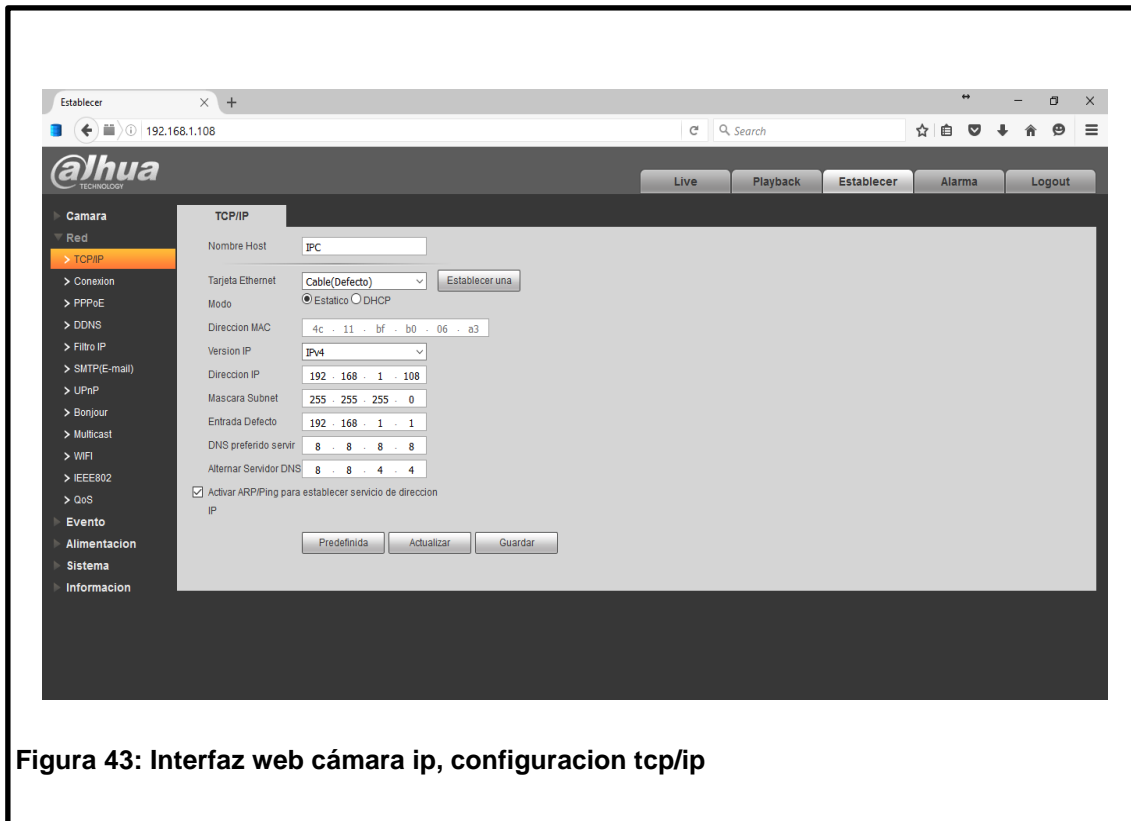 Establecer
192.168.1.108
Search
alhua
TECHNOLOGY
Live
Playback
Establecer
Alarma
Logout
Camara
Red
TCP/IP
Conexion
PPPoE
DDNS
Filtro IP
SMTP(E-mail)
UPnP
Bonjour
Multicast
WIFI
IEEE802
QoS
Evento
Alimentacion
Sistema
Informacion
TCP/IP
Nombre Host IPC
Tarjeta Ethernet Cable(Defecto) Establecer una
Modo Estatico DHCP
Direccion MAC 4c . 11 . bf . b0 . 06 . a3
Version IP IPv4
Direccion IP 192 . 168 . 1 . 108
Mascara Subnet 255 . 255 . 255 . 0
Entrada Defecto 192 . 168 . 1 . 1
DNS preferido servir 8 . 8 . 8 . 8
Alternar Servidor DNS 8 . 8 . 4 . 4
Activar ARP/Ping para establecer servicio de direccion
IP
Predefinida Actualizar Guardar
Figura 43: Interfaz web cámara ip, configuracion tcp/ip